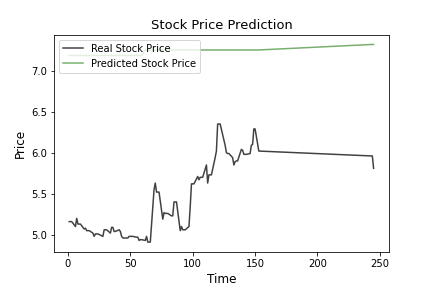 Stock Price Prediction
Real Stock Price
Predicted Stock Price
7.0
6.5
6.0
5.5
5.0
Price
0 50 100 150 200 250
Time